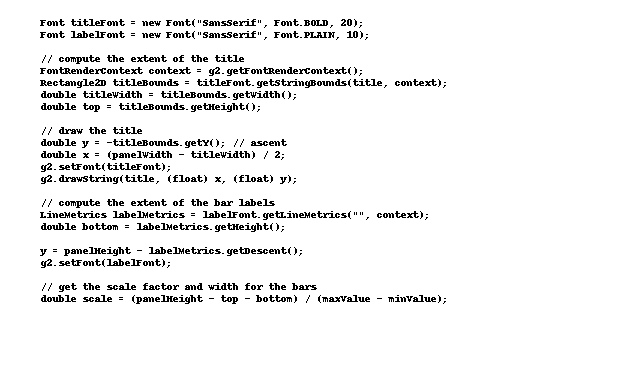 Font titleFont = new Font("SansSerif", Font.BOLD, 20);
Font labelFont = new Font("SansSerif", Font.PLAIN, 10);
// compute the extent of the title
FontRenderContext context = g2.getFontRenderContext();
Rectangle2D titleBounds = titleFont.getStringBounds(title, context);
double titleWidth = titleBounds.getWidth();
double top = titleBounds.getHeight();
// draw the title
double y = -titleBounds.getY(); // ascent
double x = (panelWidth - titleWidth) / 2;
g2.setFont(titleFont);
g2.drawString(title, (float) x, (float) y);
// compute the extent of the bar labels
LineMetrics labelMetrics = labelFont.getLineMetrics("", context);
double bottom = labelMetrics.getHeight();
y = panelHeight - labelMetrics.getDescent();
g2.setFont(labelFont);
// get the scale factor and width for the bars
double scale = (panelHeight - top - bottom) / (maxValue - minValue);